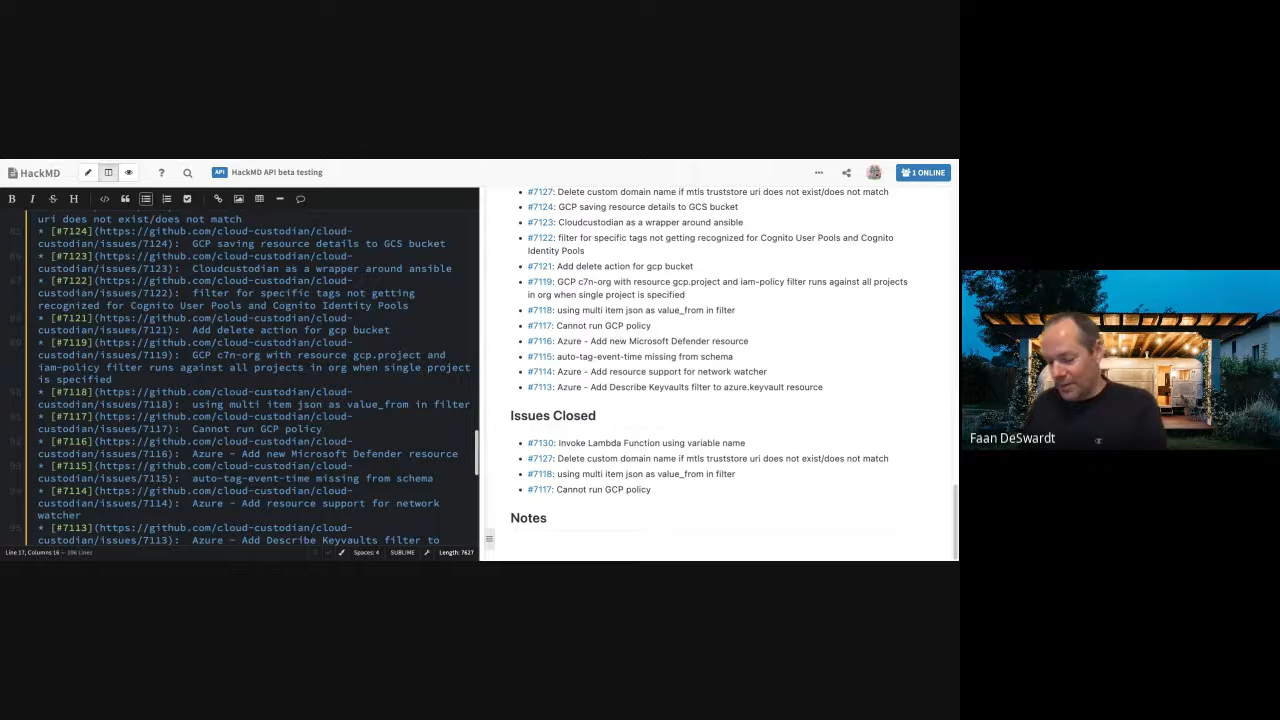 HackMD
API HackMD API beta testing
1 ONLINE
uri does not exist/does not match
* [#7124](https://github.com/cloud-custodian/cloud-
custodian/issues/7124): GCP saving resource details to GCS bucket
* [#7123](https://github.com/cloud-custodian/cloud-
custodian/issues/7123): Cloudcustodian as a wrapper around ansible
* [#7122](https://github.com/cloud-custodian/cloud-
custodian/issues/7122): filter for specific tags not getting
recognized for Cognito User Pools and Cognito Identity Pools
* [#7121](https://github.com/cloud-custodian/cloud-
custodian/issues/7121): Add delete action for gcp bucket
* [#7119](https://github.com/cloud-custodian/cloud-
custodian/issues/7119): GCP c7n-org with resource gcp.project and
iam-policy filter runs against all projects in org when single project
is specified
* [#7118](https://github.com/cloud-custodian/cloud-
custodian/issues/7118): using multi item json as value_from in filter
* [#7117](https://github.com/cloud-custodian/cloud-
custodian/issues/7117): Cannot run GCP policy
* [#7116](https://github.com/cloud-custodian/cloud-
custodian/issues/7116): Azure - Add new Microsoft Defender resource
* [#7115](https://github.com/cloud-custodian/cloud-
custodian/issues/7115): auto-tag-event-time missing from schema
* [#7114](https://github.com/cloud-custodian/cloud-
custodian/issues/7114): Azure - Add resource support for network
watcher
* [#7113](https://github.com/cloud-custodian/cloud-
custodian/issues/7113): Azure - Add Describe Keyvaults filter to
Line 17, Columns 16 — 106 Lines
Spaces: 4
SUBLIME
Length: 7627
• #7127: Delete custom domain name if mtls truststore uri does not exist/does not match
• #7124: GCP saving resource details to GCS bucket
• #7123: Cloudcustodian as a wrapper around ansible
• #7122: filter for specific tags not getting recognized for Cognito User Pools and Cognito
Identity Pools
• #7121: Add delete action for gcp bucket
• #7119: GCP c7n-org with resource gcp.project and iam-policy filter runs against all projects
in org when single project is specified
• #7118: using multi item json as value_from in filter
• #7117: Cannot run GCP policy
• #7116: Azure - Add new Microsoft Defender resource
• #7115: auto-tag-event-time missing from schema
• #7114: Azure - Add resource support for network watcher
• #7113: Azure - Add Describe Keyvaults filter to azure.keyvault resource
Issues Closed
• #7130: Invoke Lambda Function using variable name
• #7127: Delete custom domain name if mtls truststore uri does not exist/does not match
• #7118: using multi item json as value_from in filter
• #7117: Cannot run GCP policy
Notes
Faan DeSwardt